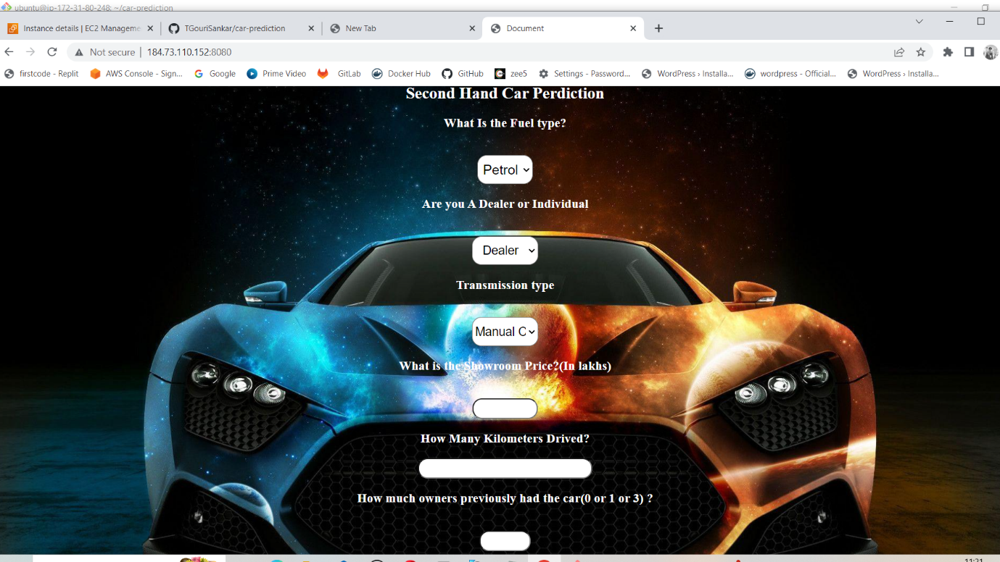 ubuntu@ip-172-31-80-248: ~/car-prediction
Instance details | EC2 Manageme
TGouriSankar/car-prediction
New Tab
Document
Not secure | 184.73.110.152:8080
firstcode - Replit
AWS Console - Sign...
Google
Prime Video
GitLab
Docker Hub
GitHub
zee5
Settings - Password...
WordPress › Installa...
wordpress - Official...
WordPress › Installa...
Second Hand Car Perdiction
What Is the Fuel type?
Petrol
Are you A Dealer or Individual
Dealer
Transmission type
Manual C
What is the Showroom Price?(In lakhs)
How Many Kilometers Drived?
How much owners previously had the car(0 or 1 or 3) ?
11:21